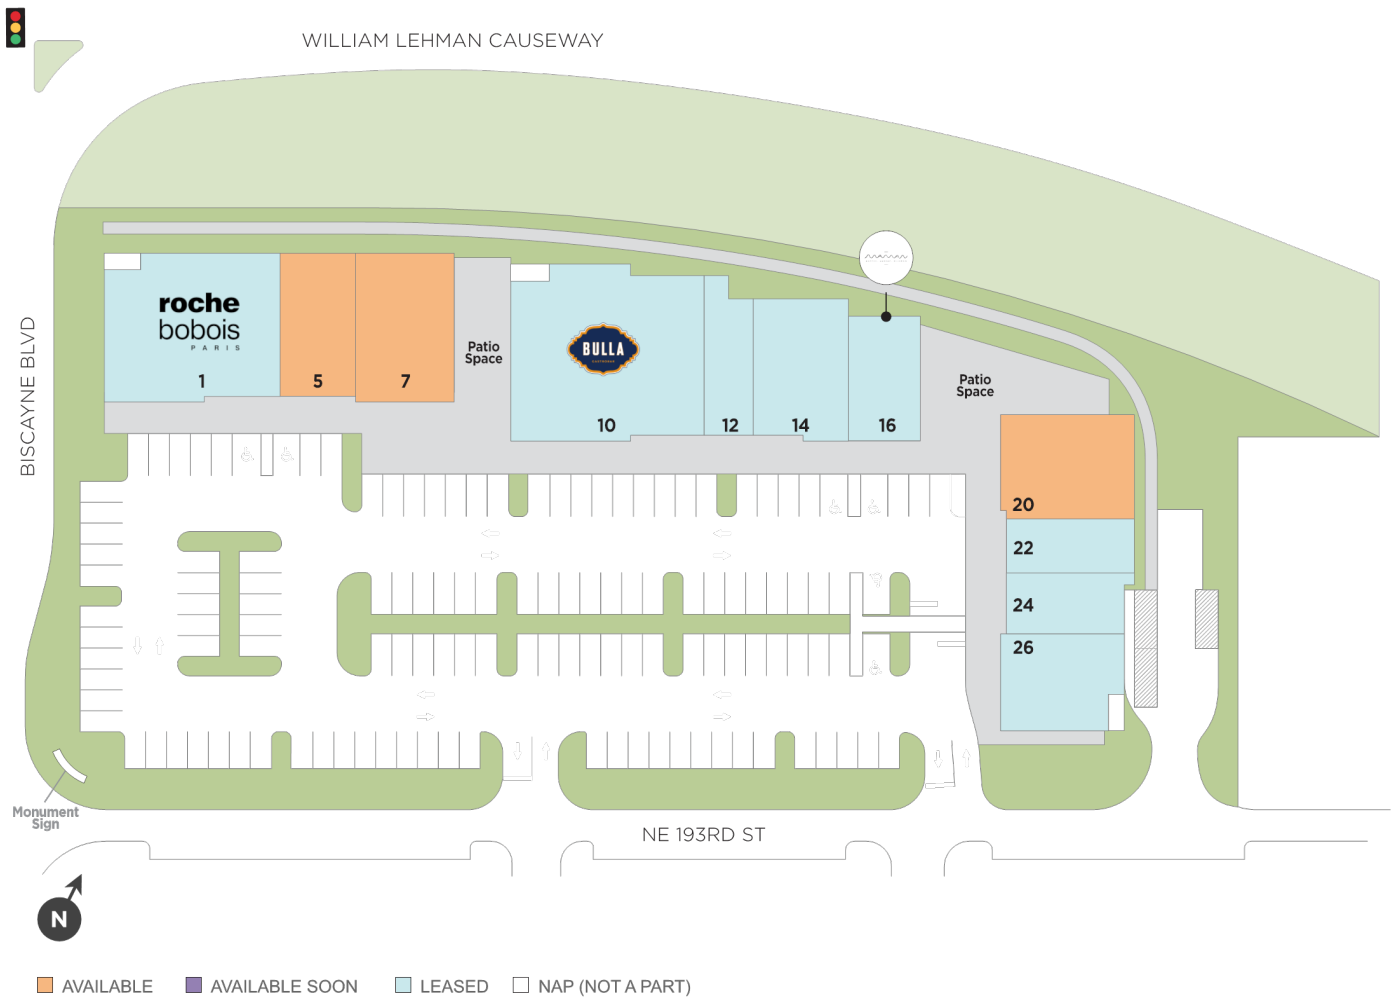 WILLIAM LEHMAN CAUSEWAY
BISCAYNE BLVD
roche
bobois
PARIS
1
5
7
Patio
Space
BULLA
10
12
14
16
Patio
Space
20
22
24
26
Monument
Sign
NE 193RD ST
N
AVAILABLE
AVAILABLE SOON
LEASED
NAP (NOT A PART)